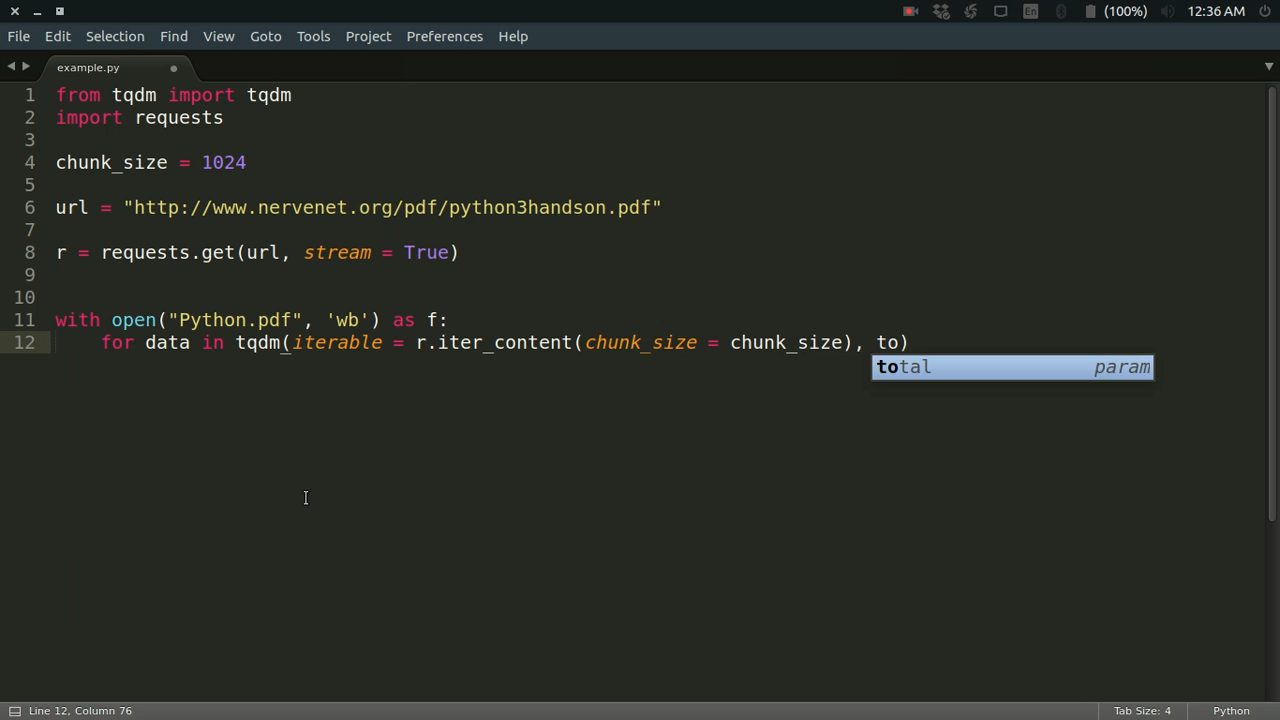 En (100%) 12:36 AM
File Edit Selection Find View Goto Tools Project Preferences Help
example.py
1 from tqdm import tqdm
2 import requests
3
4 chunk_size = 1024
5
6 url = "http://www.nervenet.org/pdf/python3handson.pdf"
7
8 r = requests.get(url, stream = True)
9
10
11 with open("Python.pdf", 'wb') as f:
12 for data in tqdm(iterable = r.iter_content(chunk_size = chunk_size), to)
total param
Line 12, Column 76 Tab Size: 4 Python